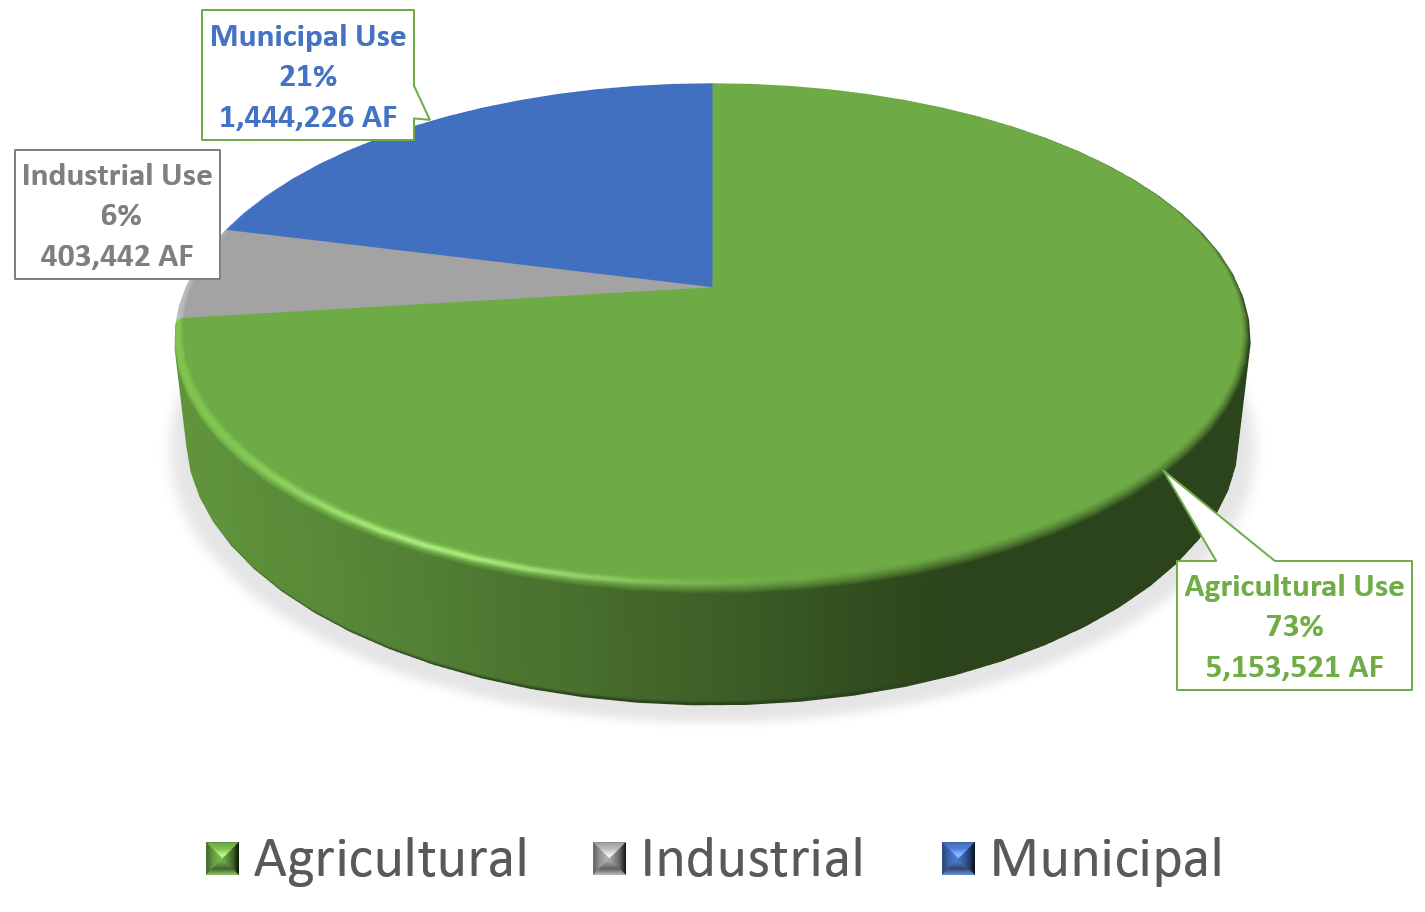 Municipal Use
21%
1,444,226 AF
Industrial Use
6%
403,442 AF
Agricultural Use
73%
5,153,521 AF
Agricultural
Industrial
Municipal